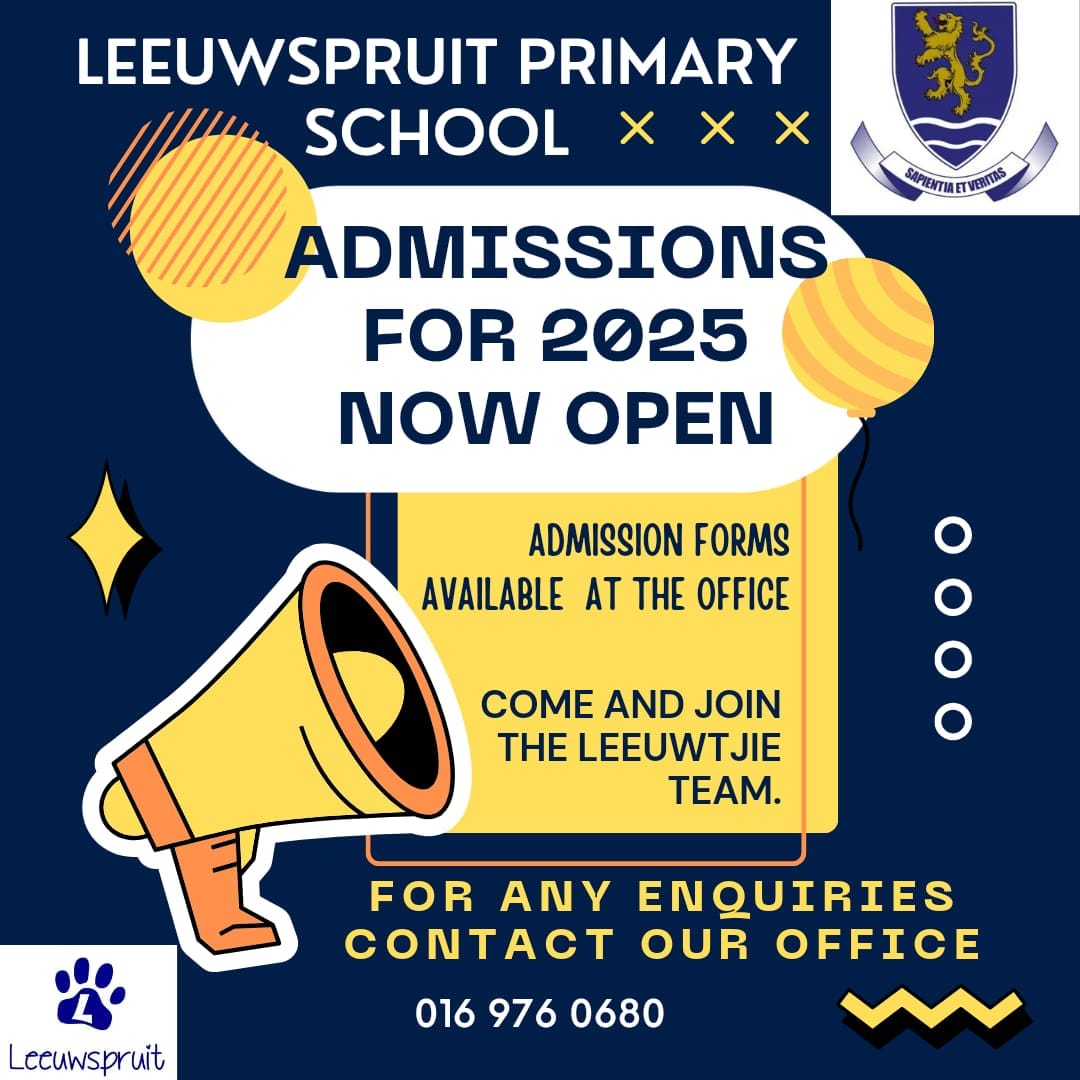 LEEUWSPRUIT PRIMARY
SCHOOL
SAPIENTIA ET VERITAS
ADMISSIONS
FOR 2025
NOW OPEN
ADMISSION FORMS
AVAILABLE AT THE OFFICE
COME AND JOIN
THE LEEUWTJIE
TEAM.
FOR ANY ENQUIRIES
CONTACT OUR OFFICE
016 976 0680
L
Leeuwspruit